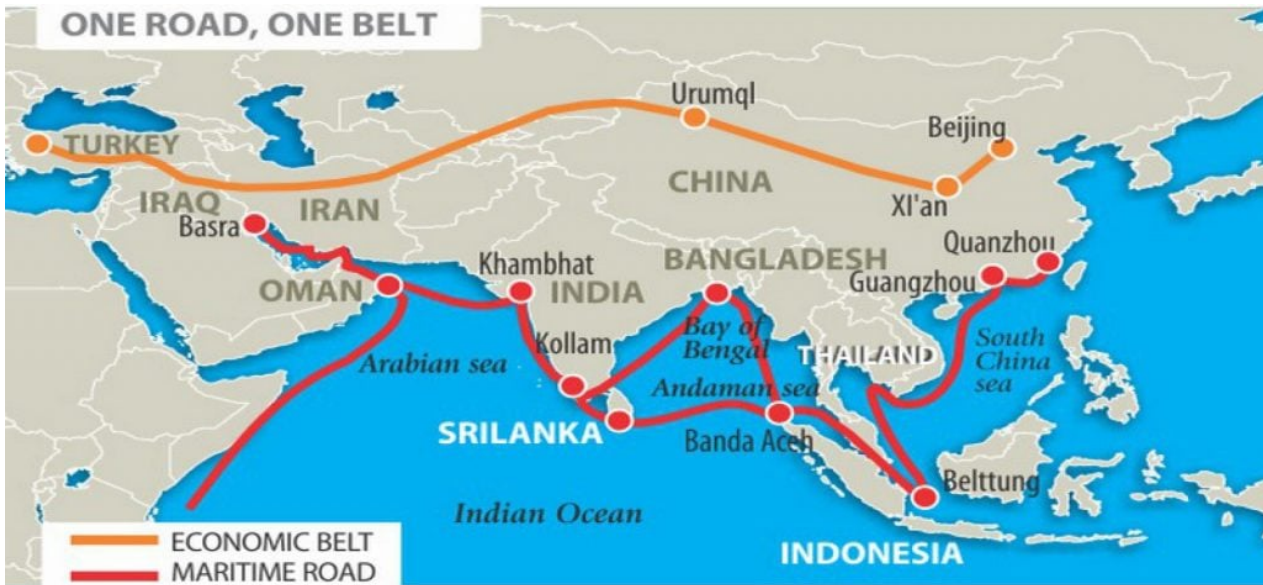 ONE ROAD, ONE BELT
Urumql
Beijing
TURKEY
CHINA
IRAQ
IRAN
XI'an
Basra
Quanzhou
Khambhat
BANGLADESH
Guangzhou
OMAN
INDIA
Bay of
Bengal
Kollam
South
China
sea
THAILAND
Arabian sea
Andaman sea
SRILANKA
Banda Aceh
Belttung
Indian Ocean
INDONESIA
ECONOMIC BELT
MARITIME ROAD